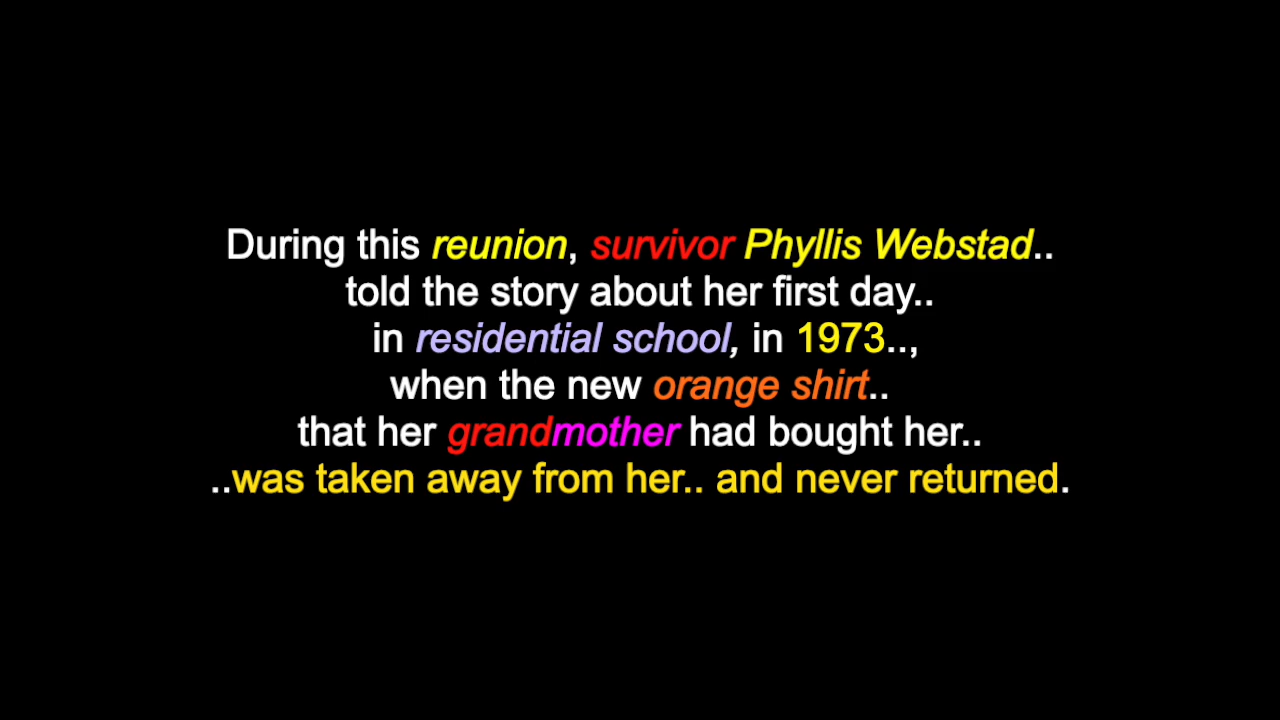 During this reunion, survivor Phyllis Webstad..
told the story about her first day..
in residential school, in 1973..,
when the new orange shirt..
that her grandmother had bought her..
..was taken away from her.. and never returned.